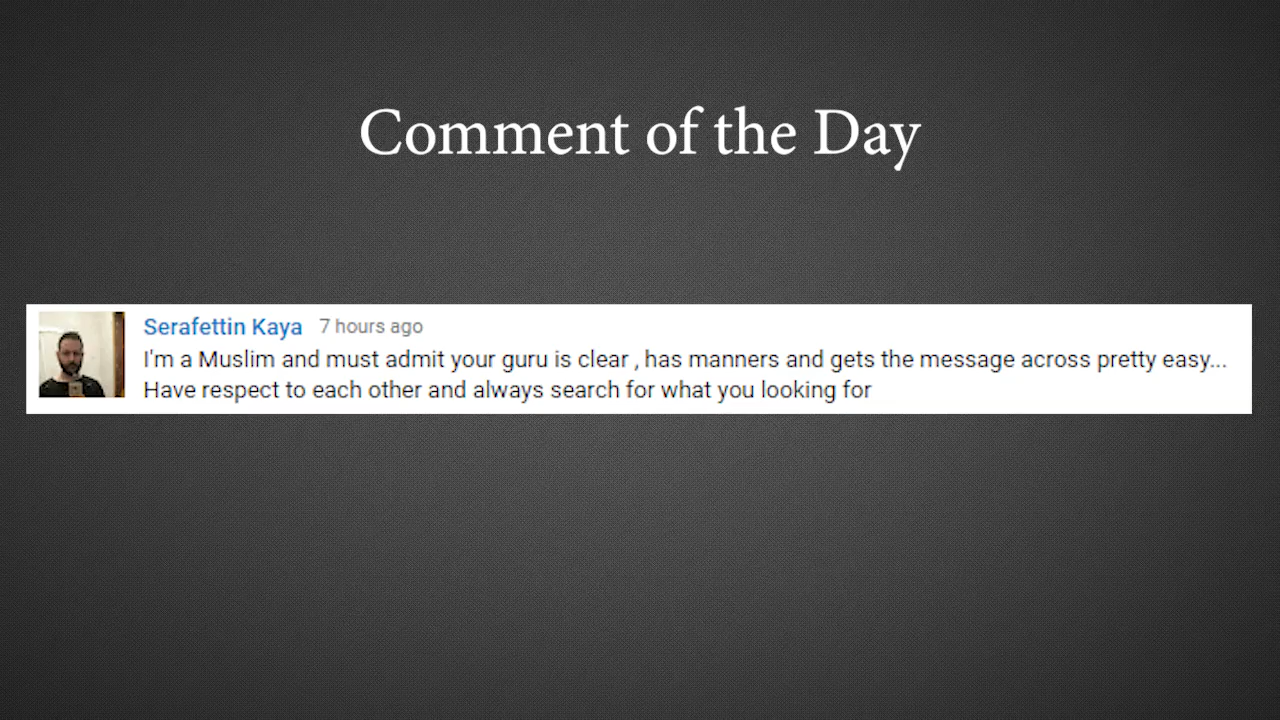 Comment of the Day
Serafettin Kaya 7 hours ago
I'm a Muslim and must admit your guru is clear , has manners and gets the message across pretty easy...
Have respect to each other and always search for what you looking for